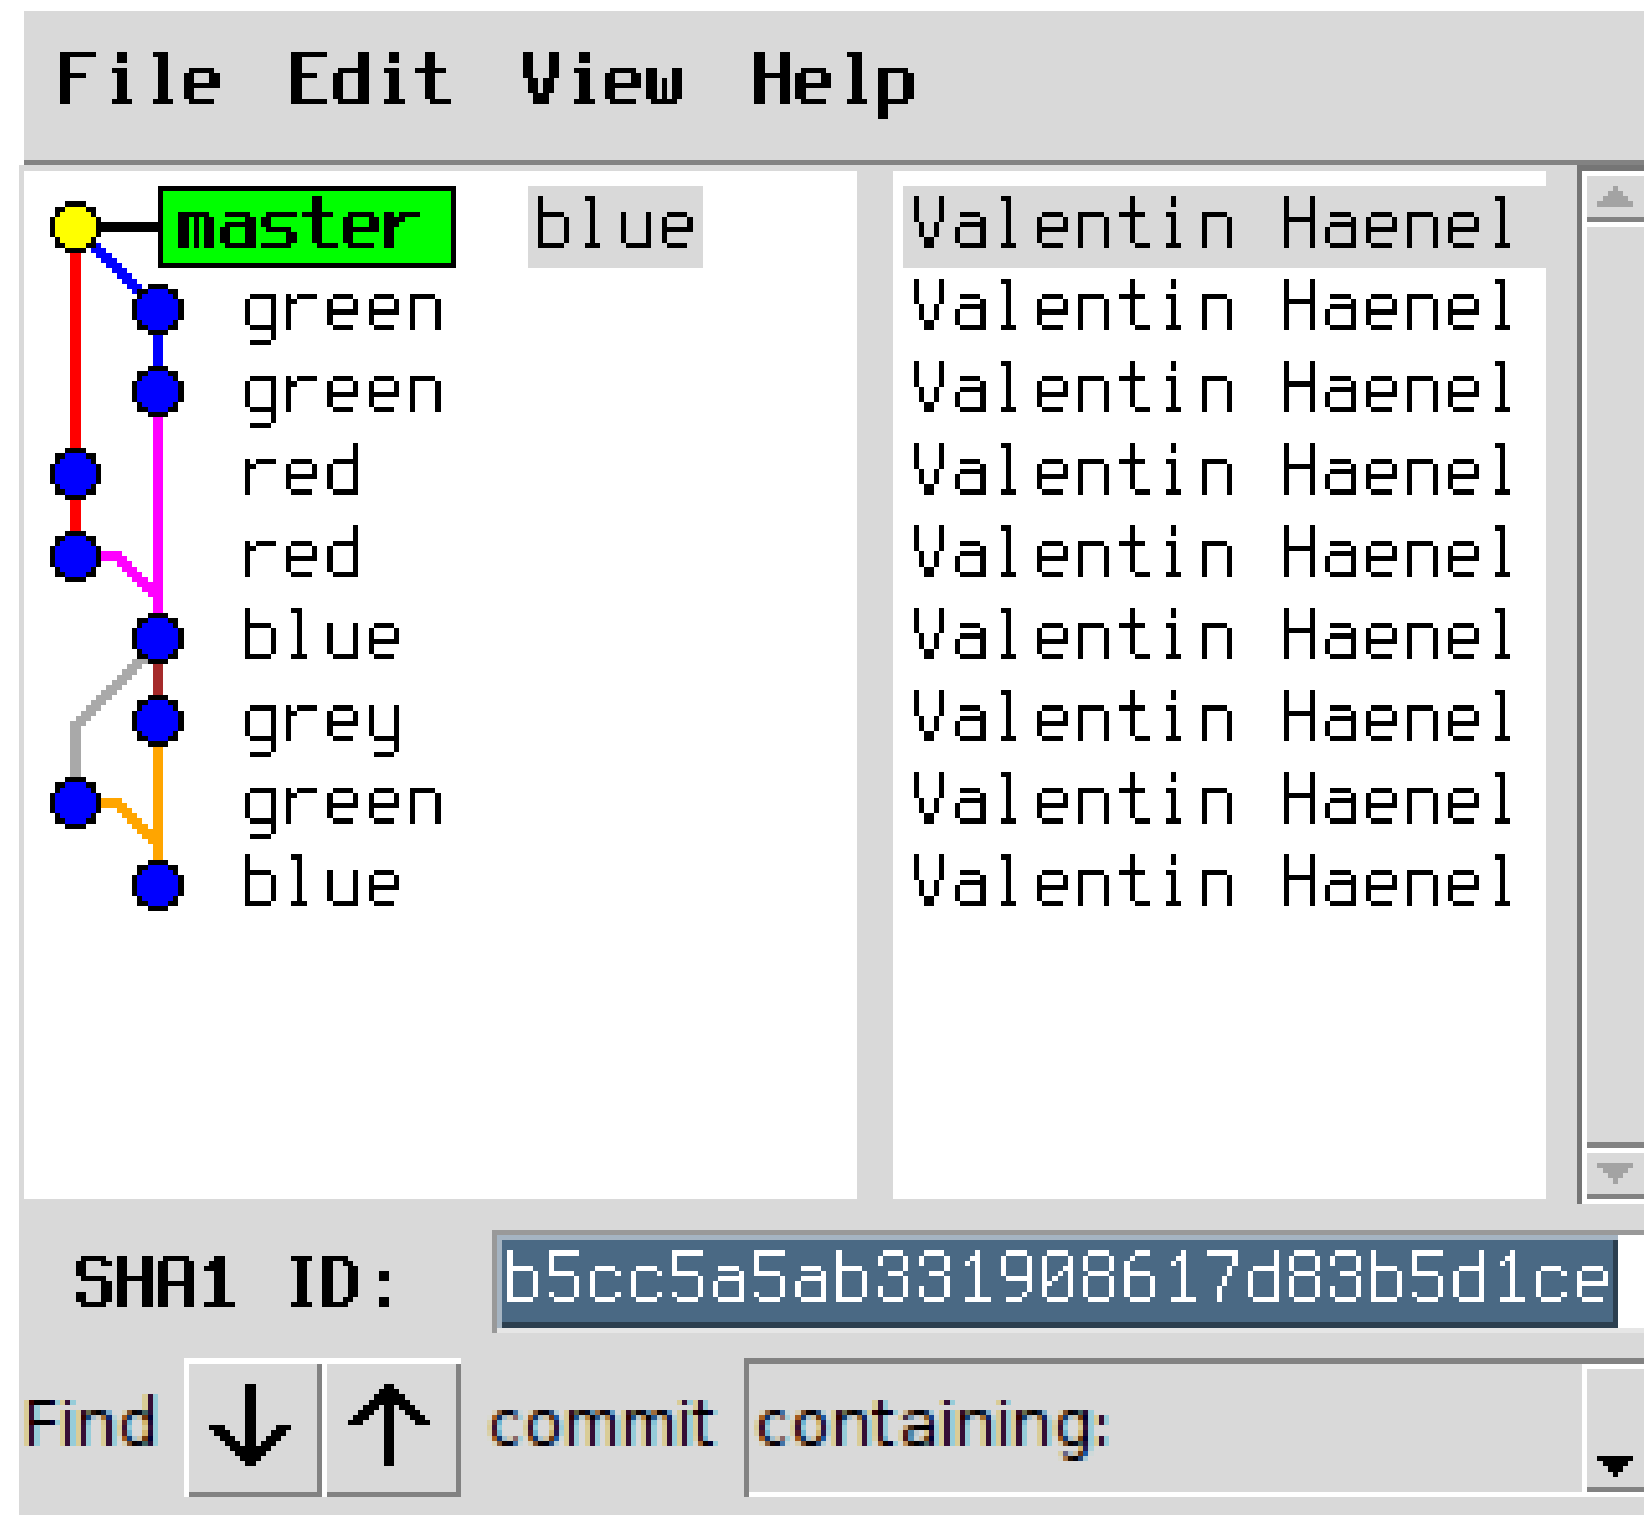 File Edit View Help
master blue Valentin Haenel
green Valentin Haenel
green Valentin Haenel
red Valentin Haenel
red Valentin Haenel
blue Valentin Haenel
grey Valentin Haenel
green Valentin Haenel
blue Valentin Haenel
SHA1 ID: b5cc5a5ab331908617d83b5d1ce
Find ↓ ↑ commit containing: